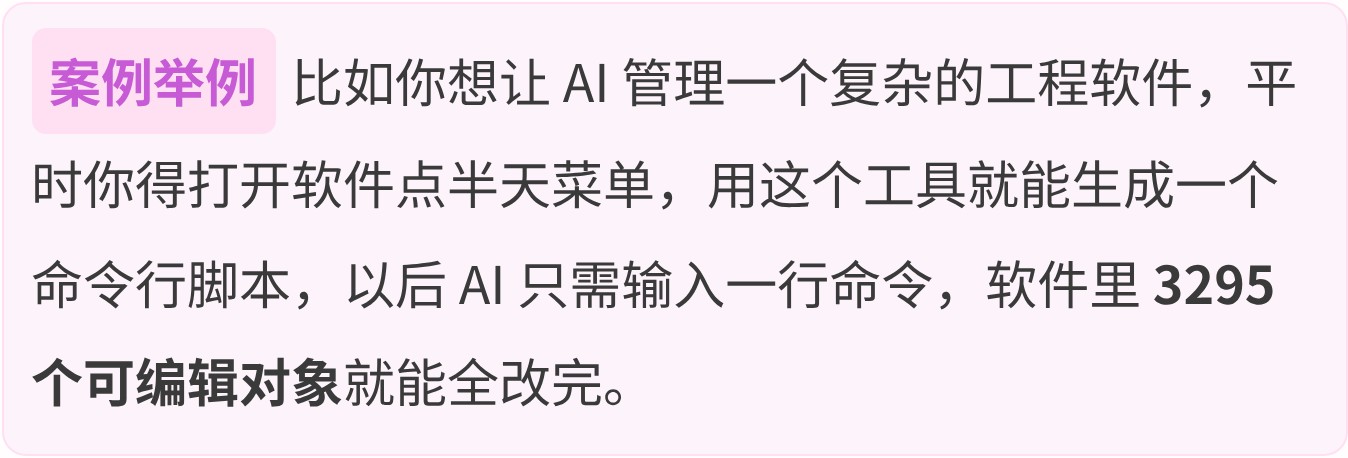 案例举例 比如你想让 AI 管理一个复杂的工程软件，平
时你得打开软件点半天菜单，用这个工具就能生成一个
命令行脚本，以后 AI 只需输入一行命令，软件里 3295
个可编辑对象就能全改完。